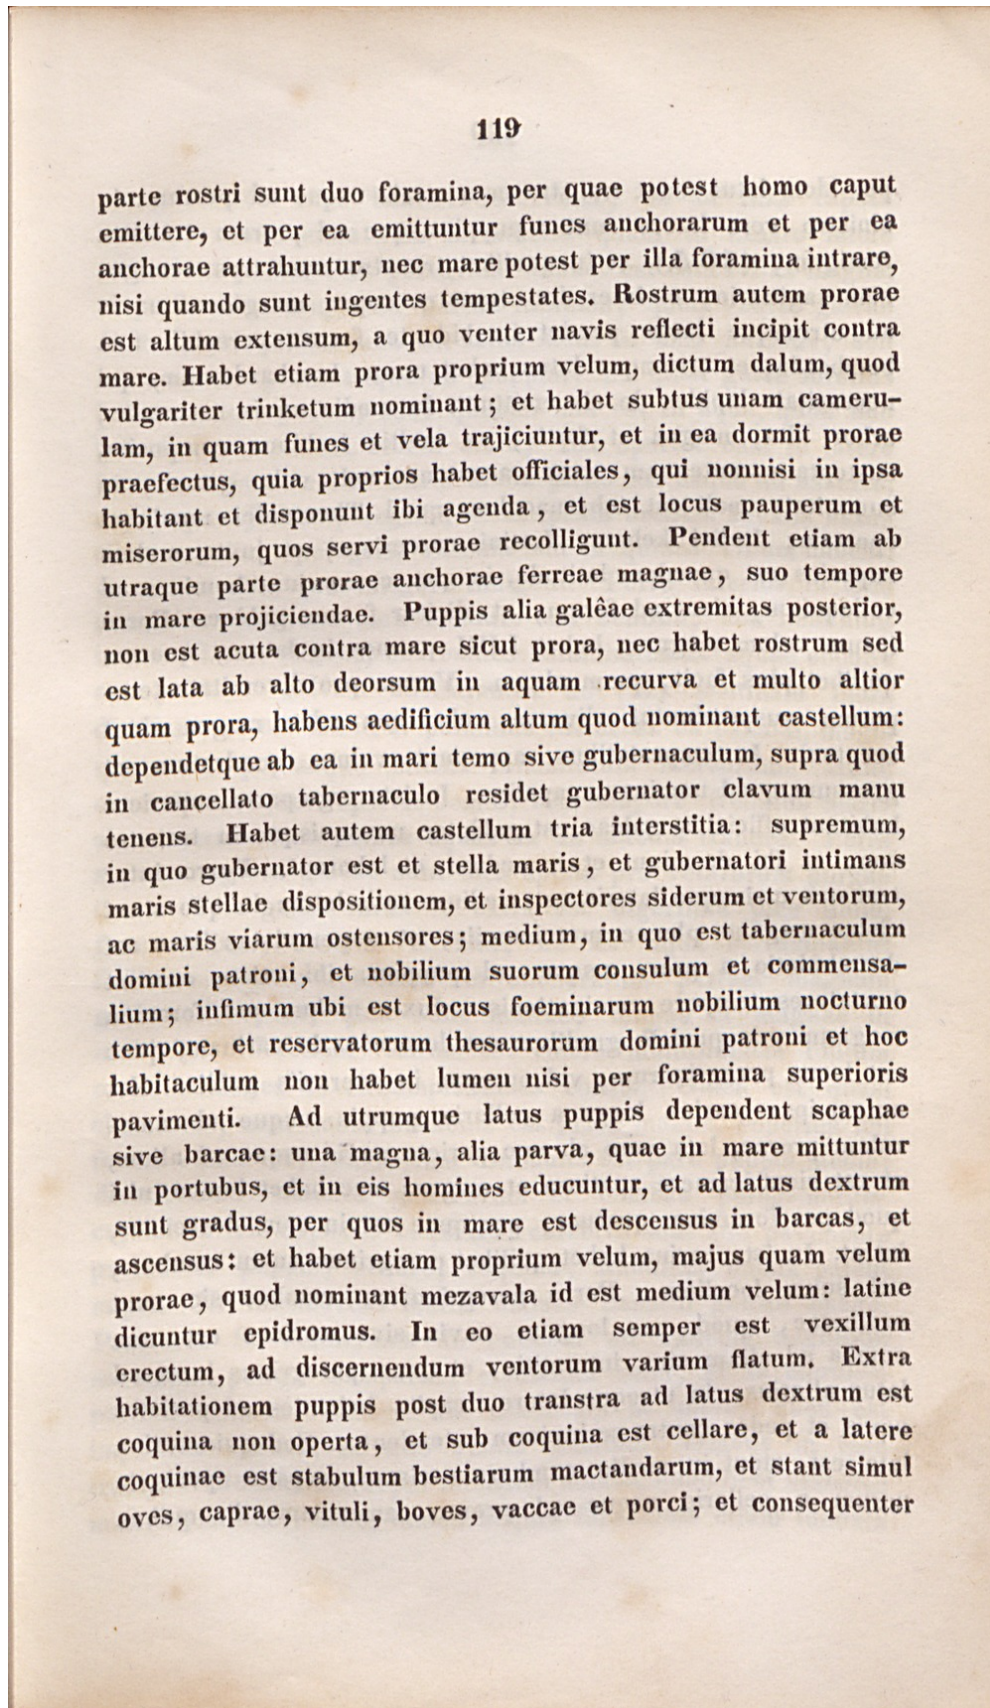 119
parte rostri sunt duo foramina, per quae potest homo caput
emittere, et per ea emittuntur funes anchorarum et per ea
anchorae attrahuntur, nec mare potest per illa foramina intrare,
nisi quando sunt ingentes tempestates. Rostrum autem prorae
est altum extensum, a quo venter navis reflecti incipit contra
mare. Habet etiam prora proprium velum, dictum dalum, quod
vulgariter trinketum nominant; et habet subtus unam cameru-
lam, in quam funes et vela trajiciuntur, et in ea dormit prorae
praefectus, quia proprios habet officiales, qui nonnisi in ipsa
habitant et disponunt ibi agenda, et est locus pauperum et
miserorum, quos servi prorae recolligunt. Pendent etiam ab
utraque parte prorae anchorae ferreae magnae, suo tempore
in mare projiciendae. Puppis alia galêae extremitas posterior,
non est acuta contra mare sicut prora, nec habet rostrum sed
est lata ab alto deorsum in aquam recurva et multo altior
quam prora, habens aedificium altum quod nominant castellum:
dependetque ab ea in mari temo sive gubernaculum, supra quod
in cancellato tabernaculo residet gubernator clavum manu
tenens. Habet autem castellum tria interstitia: supremum,
in quo gubernator est et stella maris, et gubernatori intimans
maris stellae dispositionem, et inspectores siderum et ventorum,
ac maris viarum ostensores; medium, in quo est tabernaculum
domini patroni, et nobilium suorum consulum et commensa-
lium; infimum ubi est locus foeminarum nobilium nocturno
tempore, et reservatorum thesaurorum domini patroni et hoc
habitaculum non habet lumen nisi per foramina superioris
pavimenti. Ad utrumque latus puppis dependent scaphae
sive barcae: una magna, alia parva, quae in mare mittuntur
in portubus, et in eis homines educuntur, et ad latus dextrum
sunt gradus, per quos in mare est descensus in barcas, et
ascensus: et habet etiam proprium velum, majus quam velum
prorae, quod nominant mezavala id est medium velum: latine
dicuntur epidromus. In eo etiam semper est vexillum
erectum, ad discernendum ventorum varium flatum. Extra
habitationem puppis post duo transtra ad latus dextrum est
coquina non operta, et sub coquina est cellare, et a latere
coquinae est stabulum bestiarum mactandarum, et stant simul
oves, caprae, vituli, boves, vaccae et porci; et consequenter